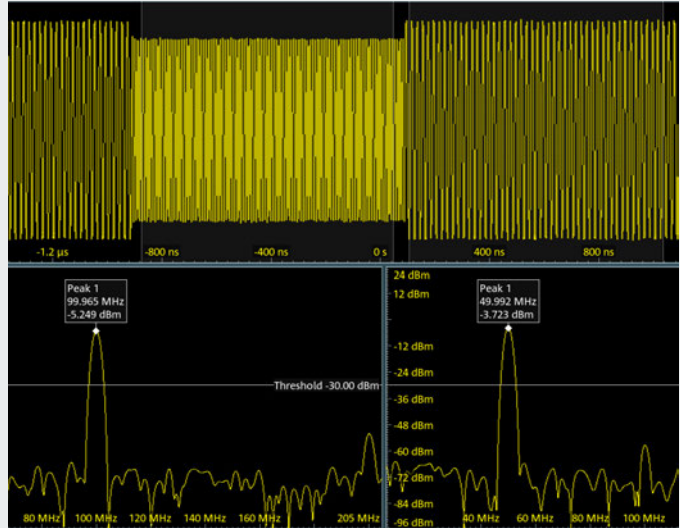 -1.2 μs -800 ns -400 ns 0 s 400 ns 800 ns
Peak 1
99.965 MHz
-5.249 dBm
Threshold -30.00 dBm
80 MHz 100 MHz 120 MHz 140 MHz 160 MHz 205 MHz
24 dBm
12 dBm
Peak 1
49.992 MHz
-3.723 dBm
-12 dBm
-24 dBm
-36 dBm
-48 dBm
-60 dBm
-72 dBm
-84 dBm
-96 dBm
40 MHz 60 MHz 80 MHz 100 MHz